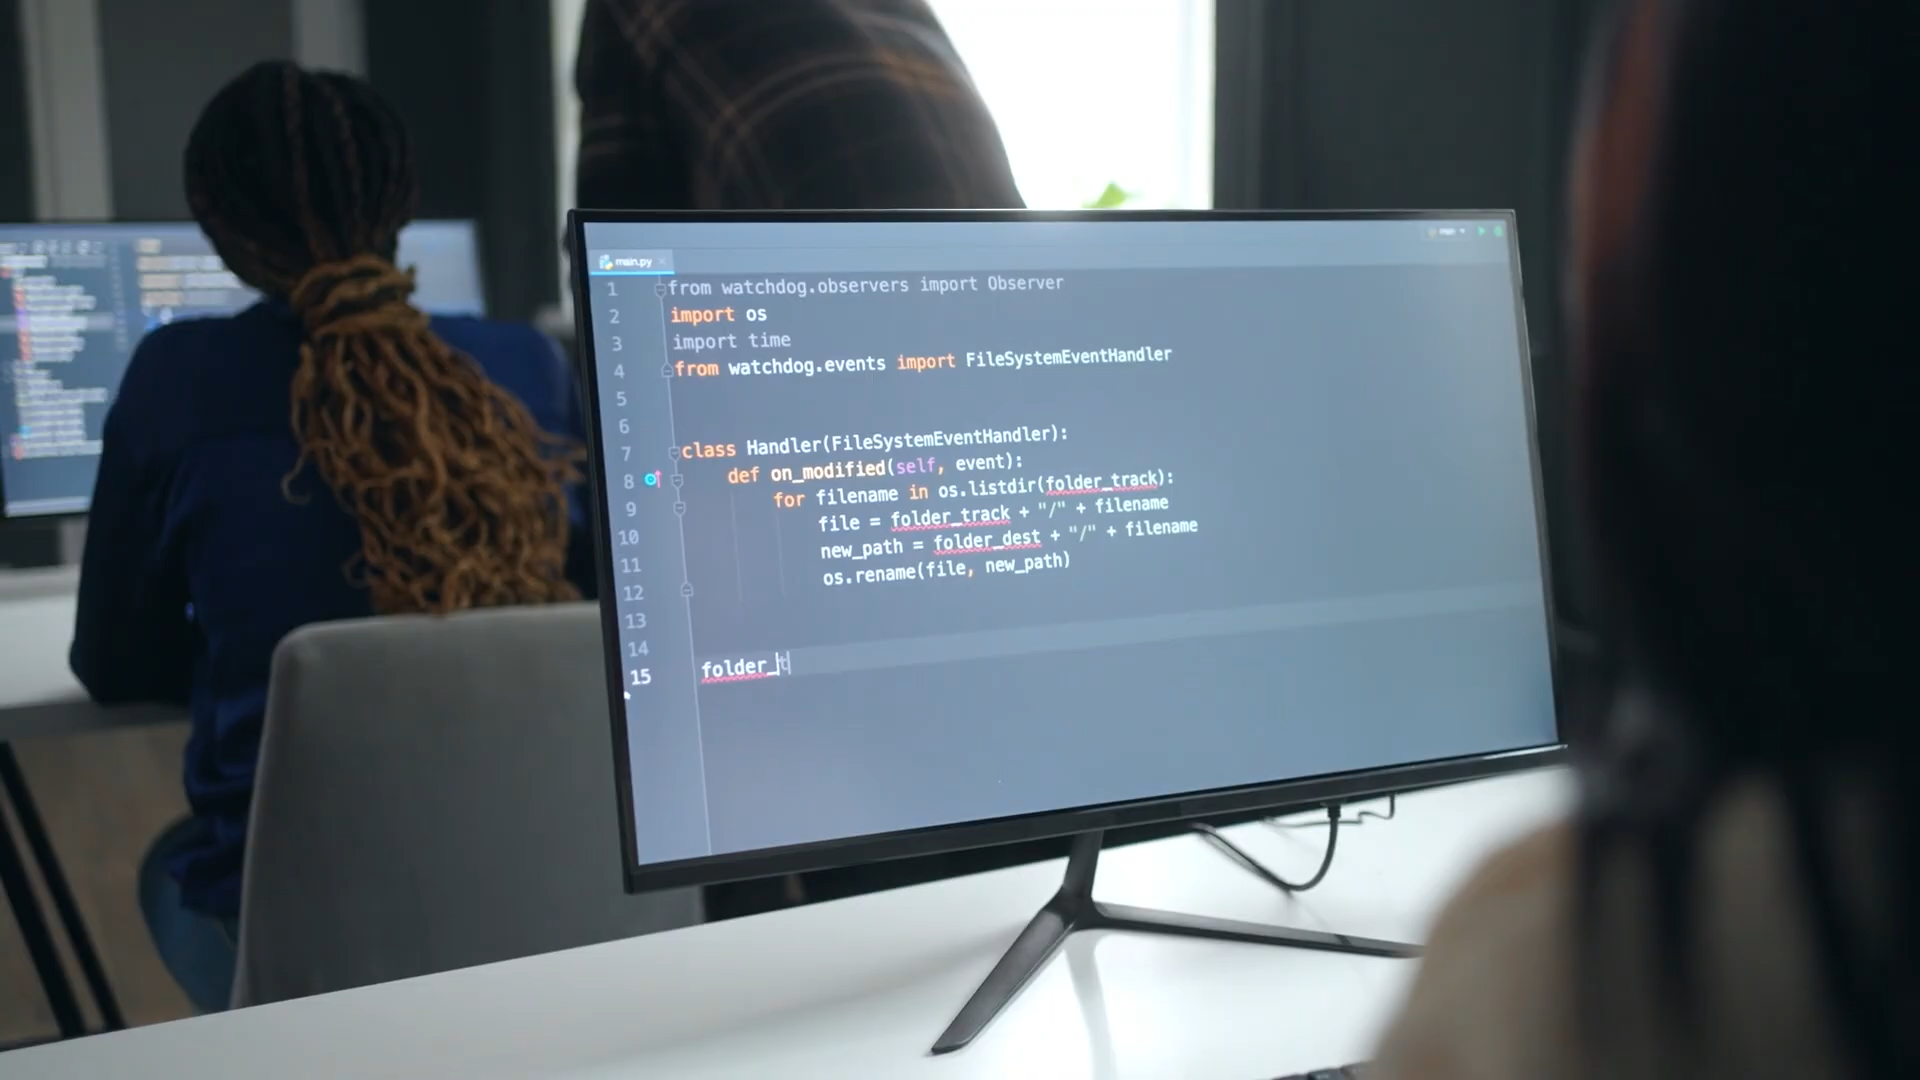 main.py
1 from watchdog.observers import Observer
2 import os
3 import time
4 from watchdog.events import import FileSystemEventHandler
5
6
7 class Handler(FileSystemEventHandler):
8 def on_modified(self, event):
9 for filename in os.listdir(folder_track):
10 file = folder_track + "/" + filename
11 new_path = folder_dest + "/" + filename
12 os.rename(file, new_path)
13
14
15 folder_t